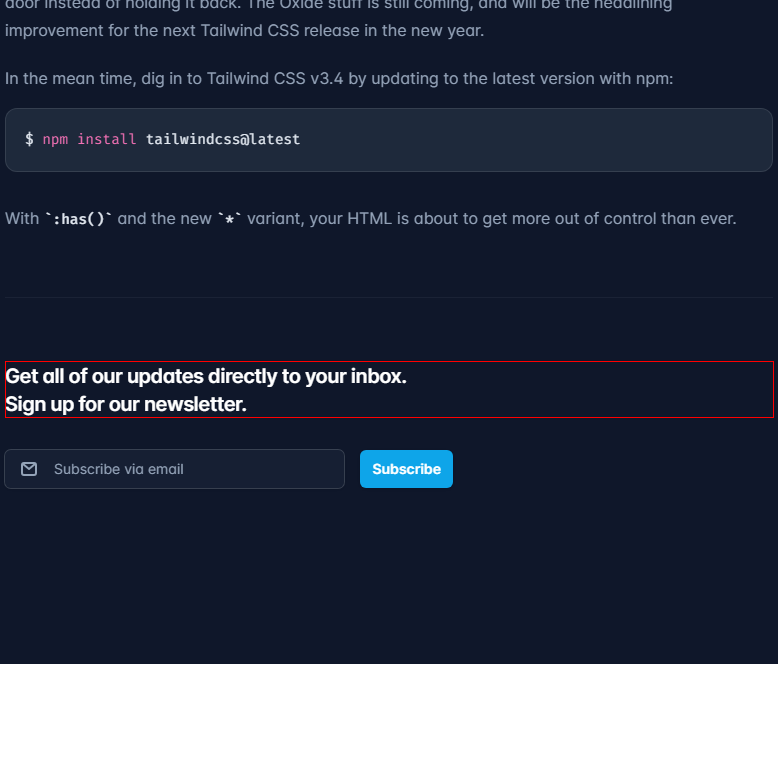 door instead of holding it back. The Oxide stuff is still coming, and will be the headlining
improvement for the next Tailwind CSS release in the new year.
In the mean time, dig in to Tailwind CSS v3.4 by updating to the latest version with npm:
$ npm install tailwindcss@latest
With `:has()` and the new `*` variant, your HTML is about to get more out of control than ever.
Get all of our updates directly to your inbox.
Sign up for our newsletter.
Subscribe via email
Subscribe